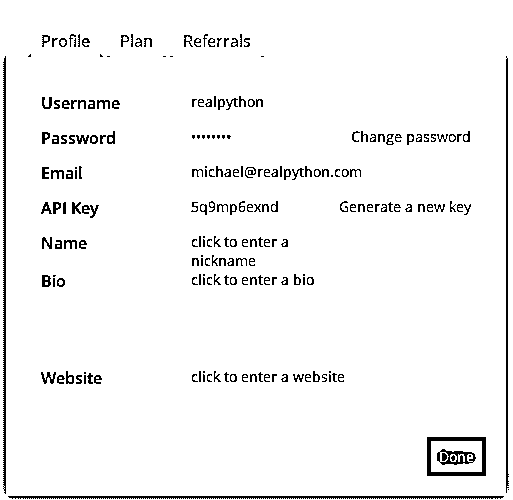 Profile Plan Referrals
Username realpython
Password •••••••• Change password
Email michael@realpython.com
API Key 5q9mp6exnd Generate a new key
Name click to enter a
nickname
Bio click to enter a bio
Website click to enter a website
Done